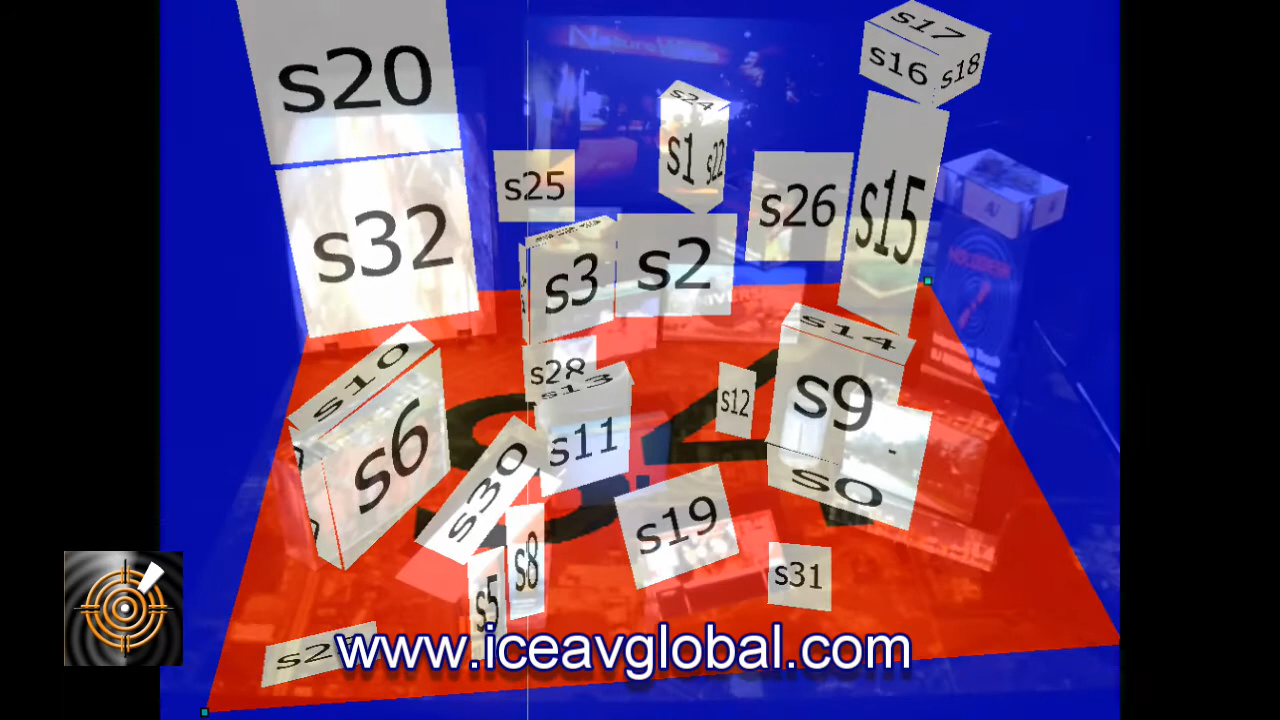 s17
s20
s16
s18
s24
s1
s22
s25
s26
s15
s32
s3
s2
s14
s10
s28
s13
s12
s9
s6
s11
s30
s0
s19
s8
s31
s5
www.iceavglobal.com